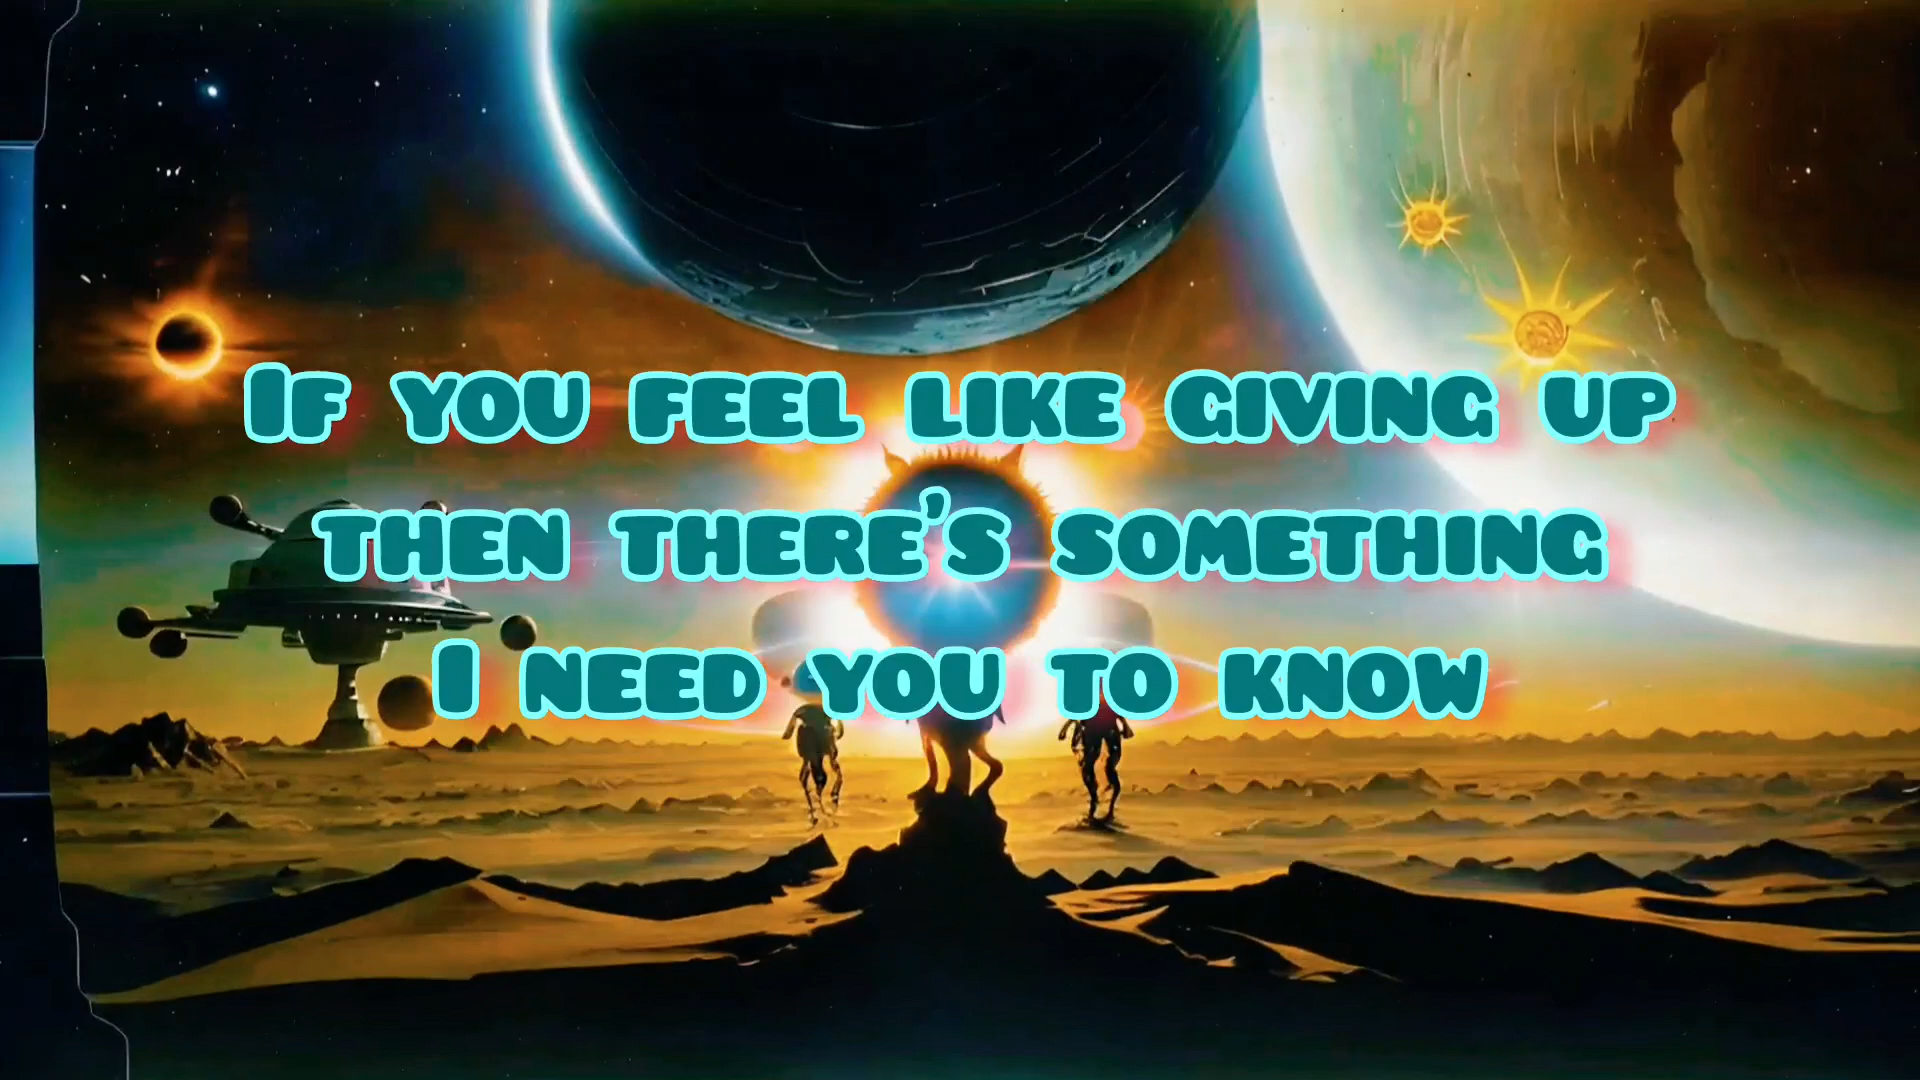 If you feel like giving up
then there's something
I need you to know